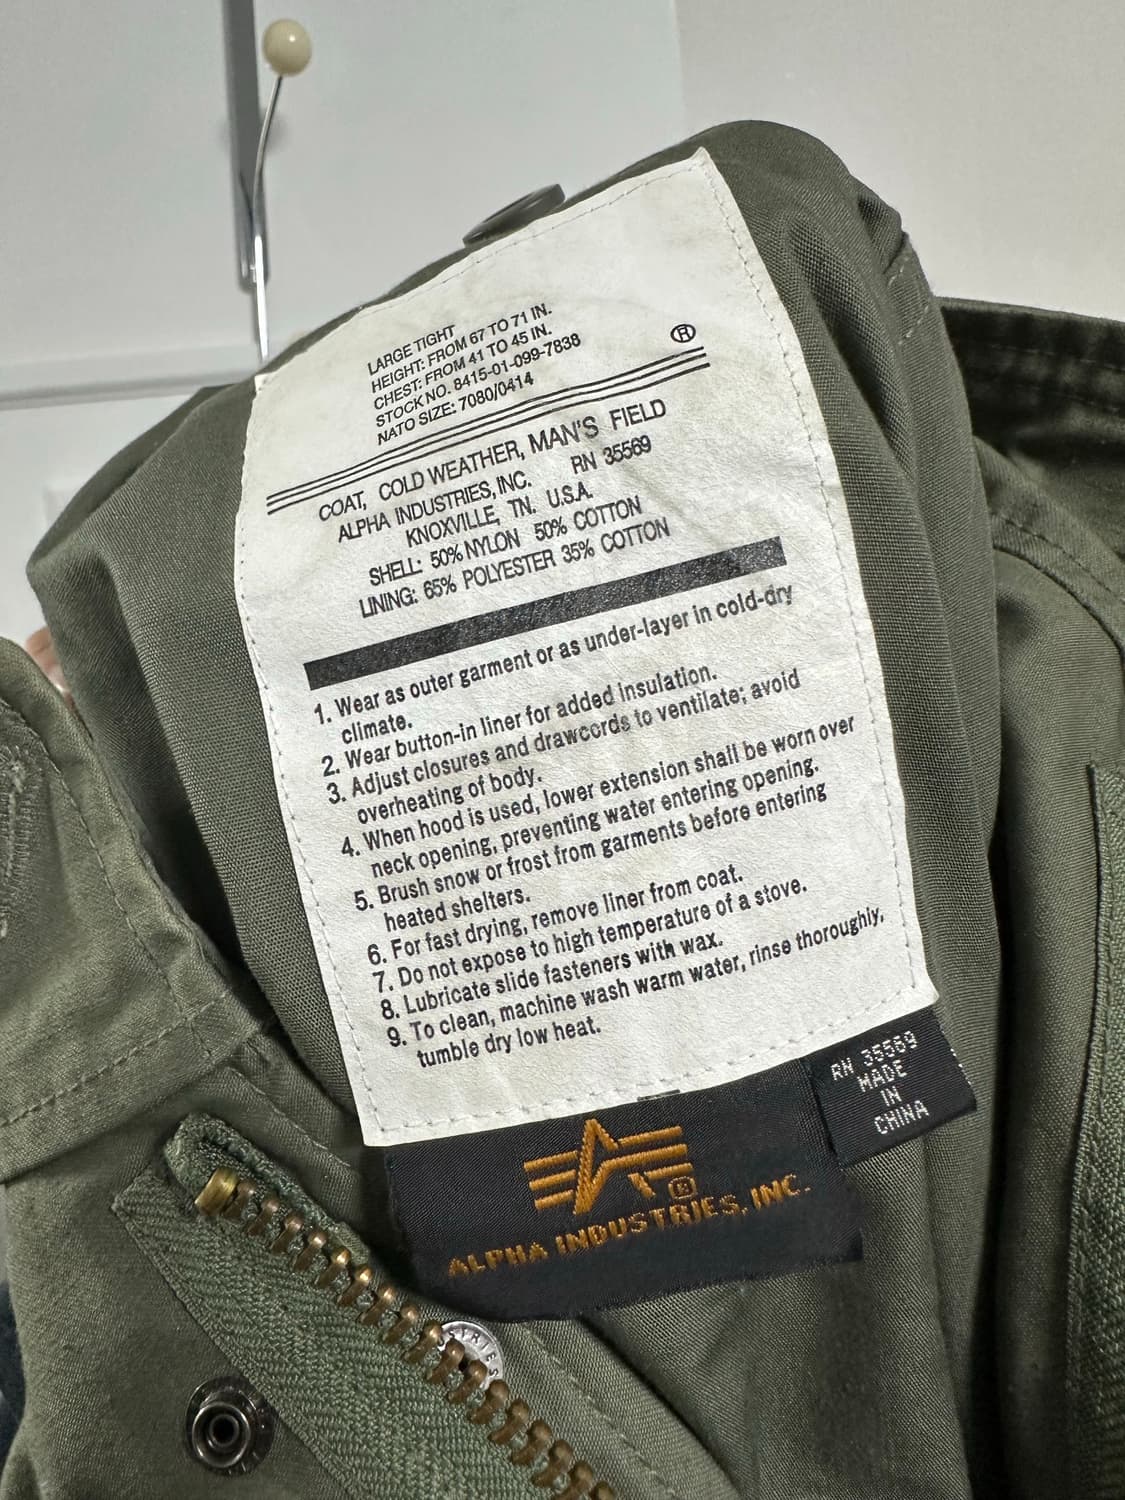 LARGE TIGHT
HEIGHT: FROM 67 TO 71 IN.
CHEST: FROM 41 TO 45 IN.
STOCK NO. 8415-01-099-7838
NATO SIZE: 7080/0414
®
COAT, COLD WEATHER, MAN'S FIELD
ALPHA INDUSTRIES, INC. RN 35569
KNOXVILLE, TN. U.S.A.
SHELL: 50% NYLON 50% COTTON
LINING: 65% POLYESTER 35% COTTON
1. Wear as outer garment or as under-layer in cold-dry
climate.
2. Wear button-in liner for added insulation.
3. Adjust closures and drawcords to ventilate; avoid
overheating of body.
4. When hood is used, lower extension shall be worn over
neck opening, preventing water entering opening.
5. Brush snow or frost from garments before entering
heated shelters.
6. For fast drying, remove liner from coat.
7. Do not expose to high temperature of a stove.
8. Lubricate slide fasteners with wax.
9. To clean, machine wash warm water, rinse thoroughly,
tumble dry low heat.
RN 35569
MADE
IN
CHINA
®
ALPHA INDUSTRIES, INC.